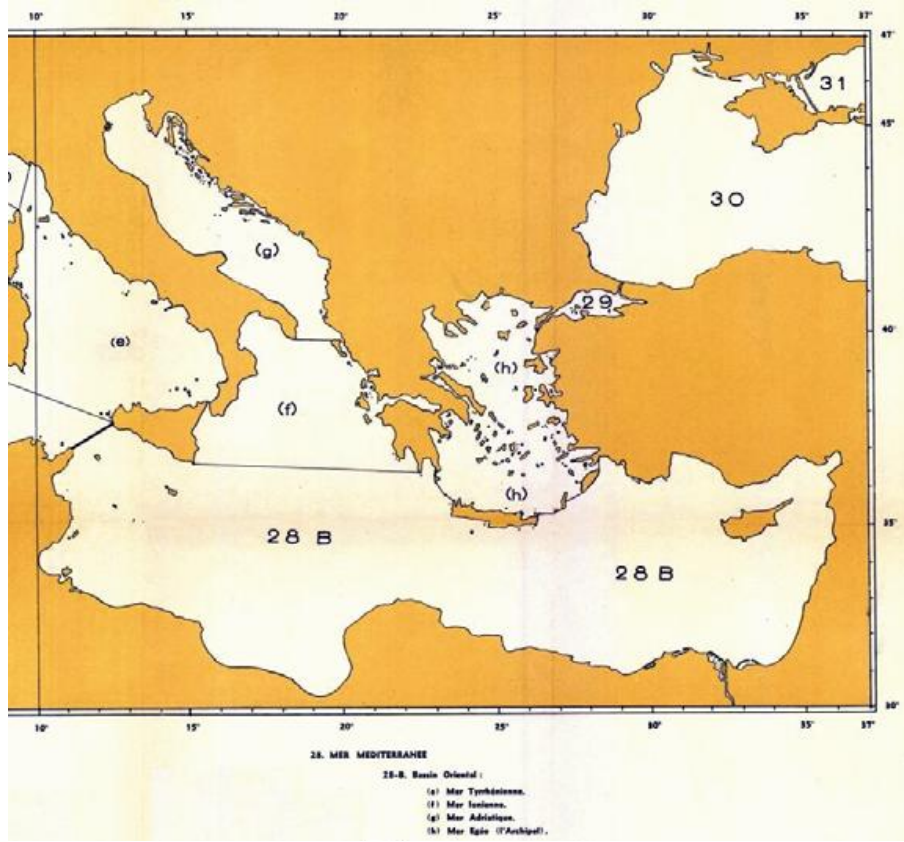 10° 15° 20° 25° 30° 35° 37°
47°
31
45°
30
(g)
29
40°
(e)
(h)
(f)
(h)
35°
28 B
28 B
30°
10° 15° 20° 25° 30° 35° 37°
28. MER MEDITERRANEE
28-B. Bassin Oriental :
(e) Mer Tyrrhénienne.
(f) Mer Ionienne.
(g) Mer Adriatique.
(h) Mer Egée (l'Archipel).